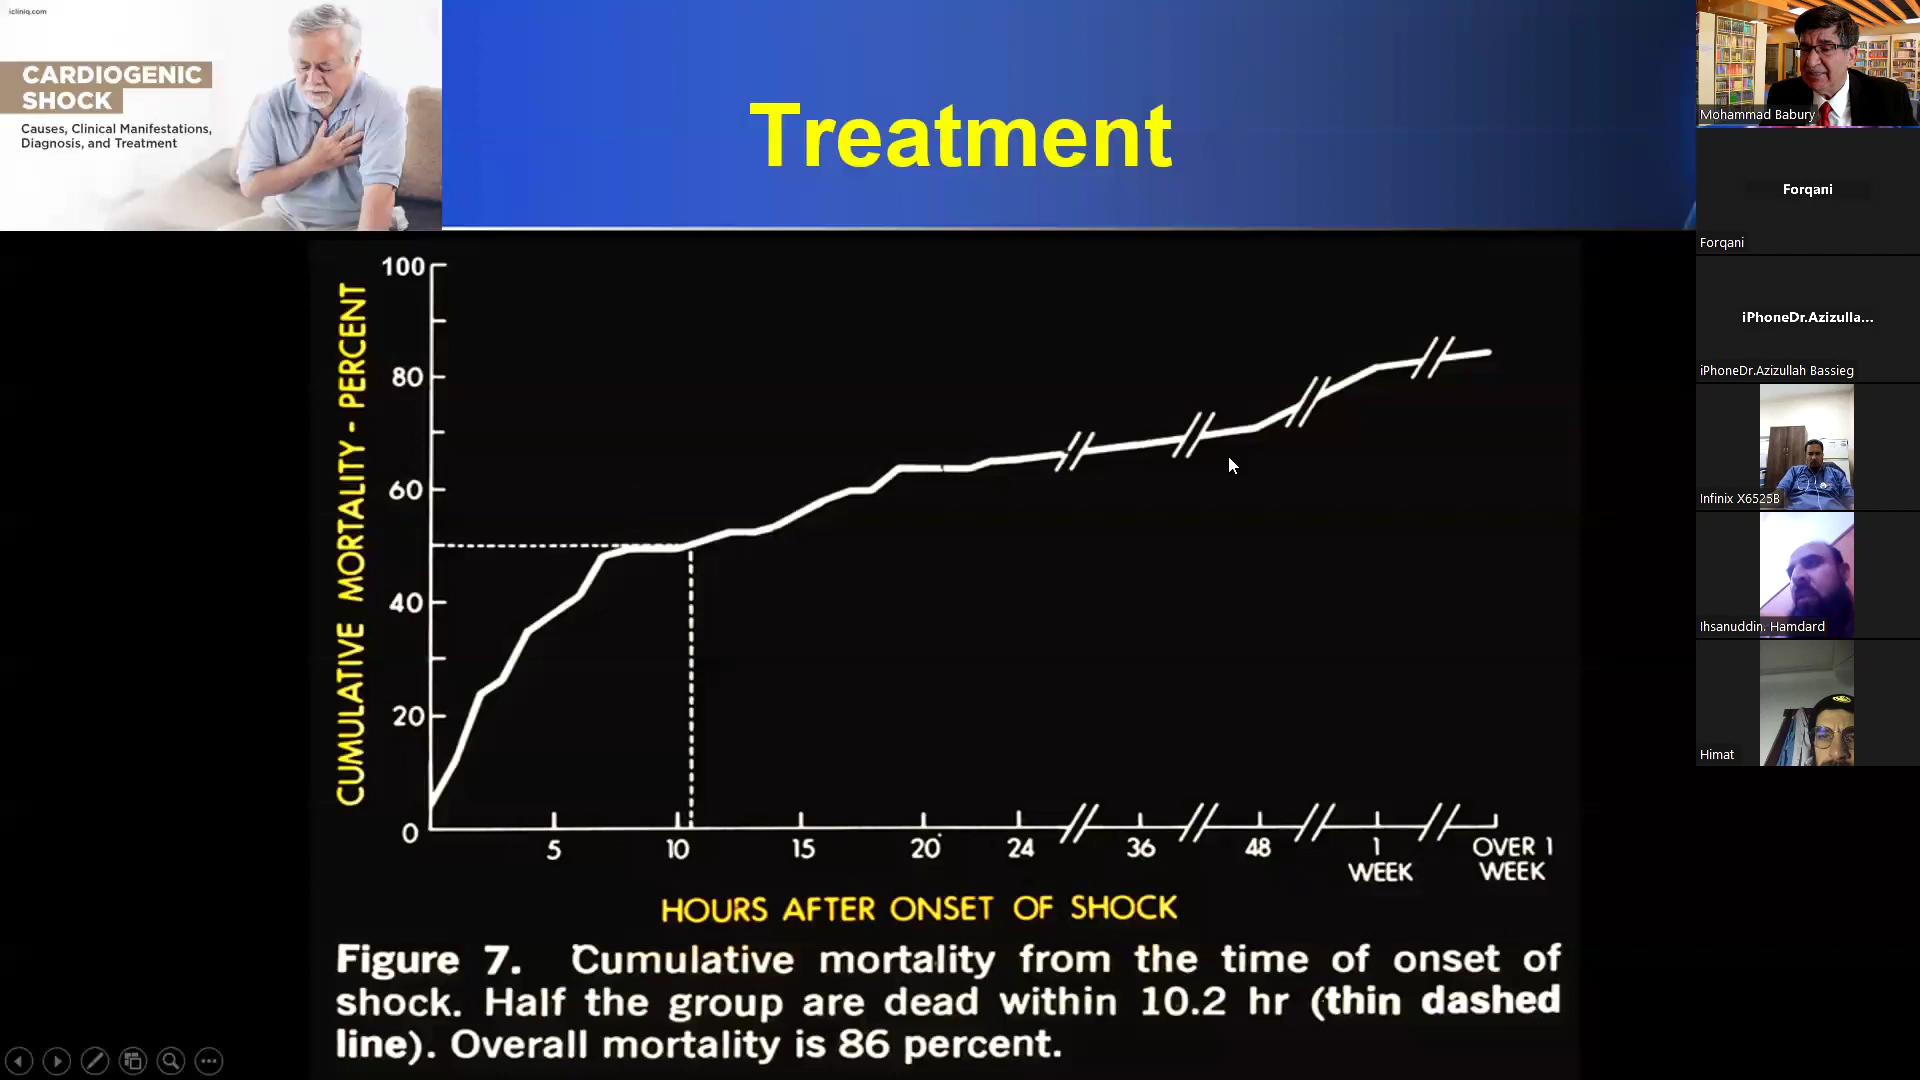 icliniq.com
CARDIOGENIC
SHOCK
Causes, Clinical Manifestations,
Diagnosis, and Treatment
Treatment
CUMULATIVE MORTALITY - PERCENT
100
80
60
40
20
0
5 10 15 20 24 36 48 1 OVER 1
WEEK WEEK
HOURS AFTER ONSET OF SHOCK
Figure 7. Cumulative mortality from the time of onset of
shock. Half the group are dead within 10.2 hr (thin dashed
line). Overall mortality is 86 percent.
Mohammad Babury
Forqani
Forqani
iPhoneDr.Azizulla...
iPhoneDr.Azizullah Bassieg
Infinix X6525B
Ihsanuddin. Hamdard
Himat